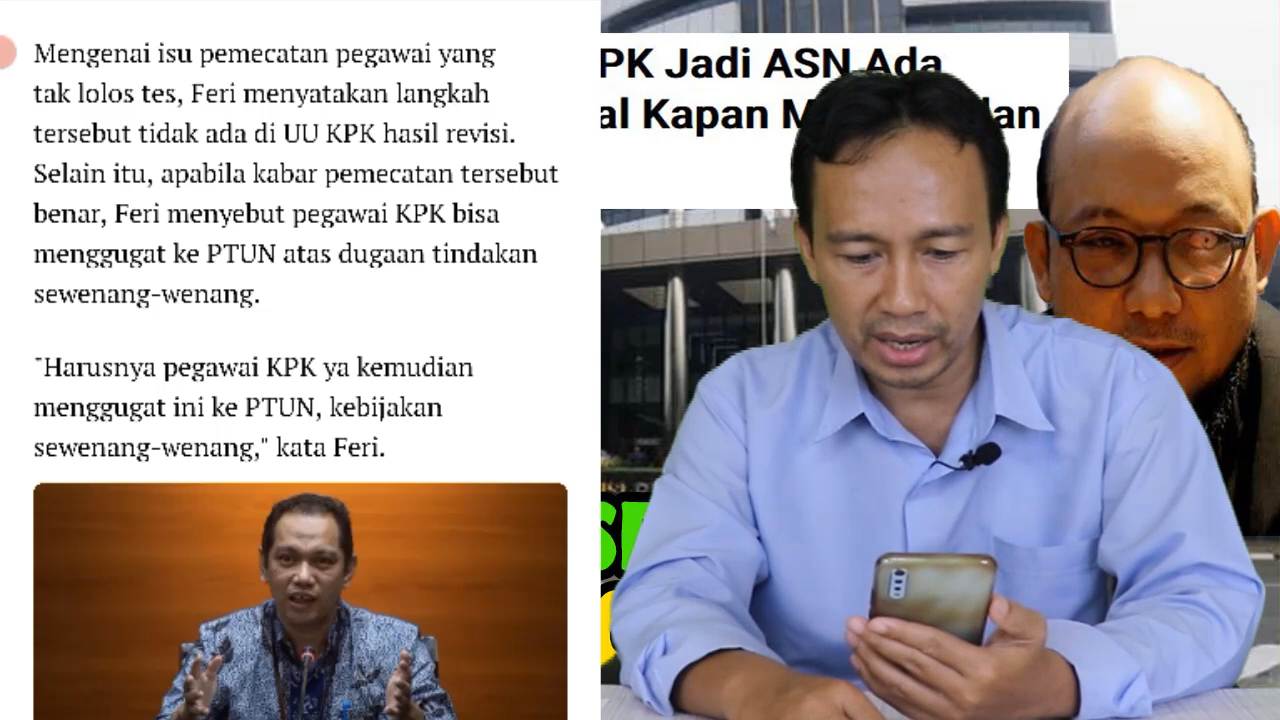 Mengenai isu pemecatan pegawai yang
tak lolos tes, Feri menyatakan langkah
tersebut tidak ada di UU KPK hasil revisi.
Selain itu, apabila kabar pemecatan tersebut
benar, Feri menyebut pegawai KPK bisa
menggugat ke PTUN atas dugaan tindakan
sewenang-wenang.
"Harusnya pegawai KPK ya kemudian
menggugat ini ke PTUN, kebijakan
sewenang-wenang," kata Feri.
PK Jadi ASN Ada
al Kapan